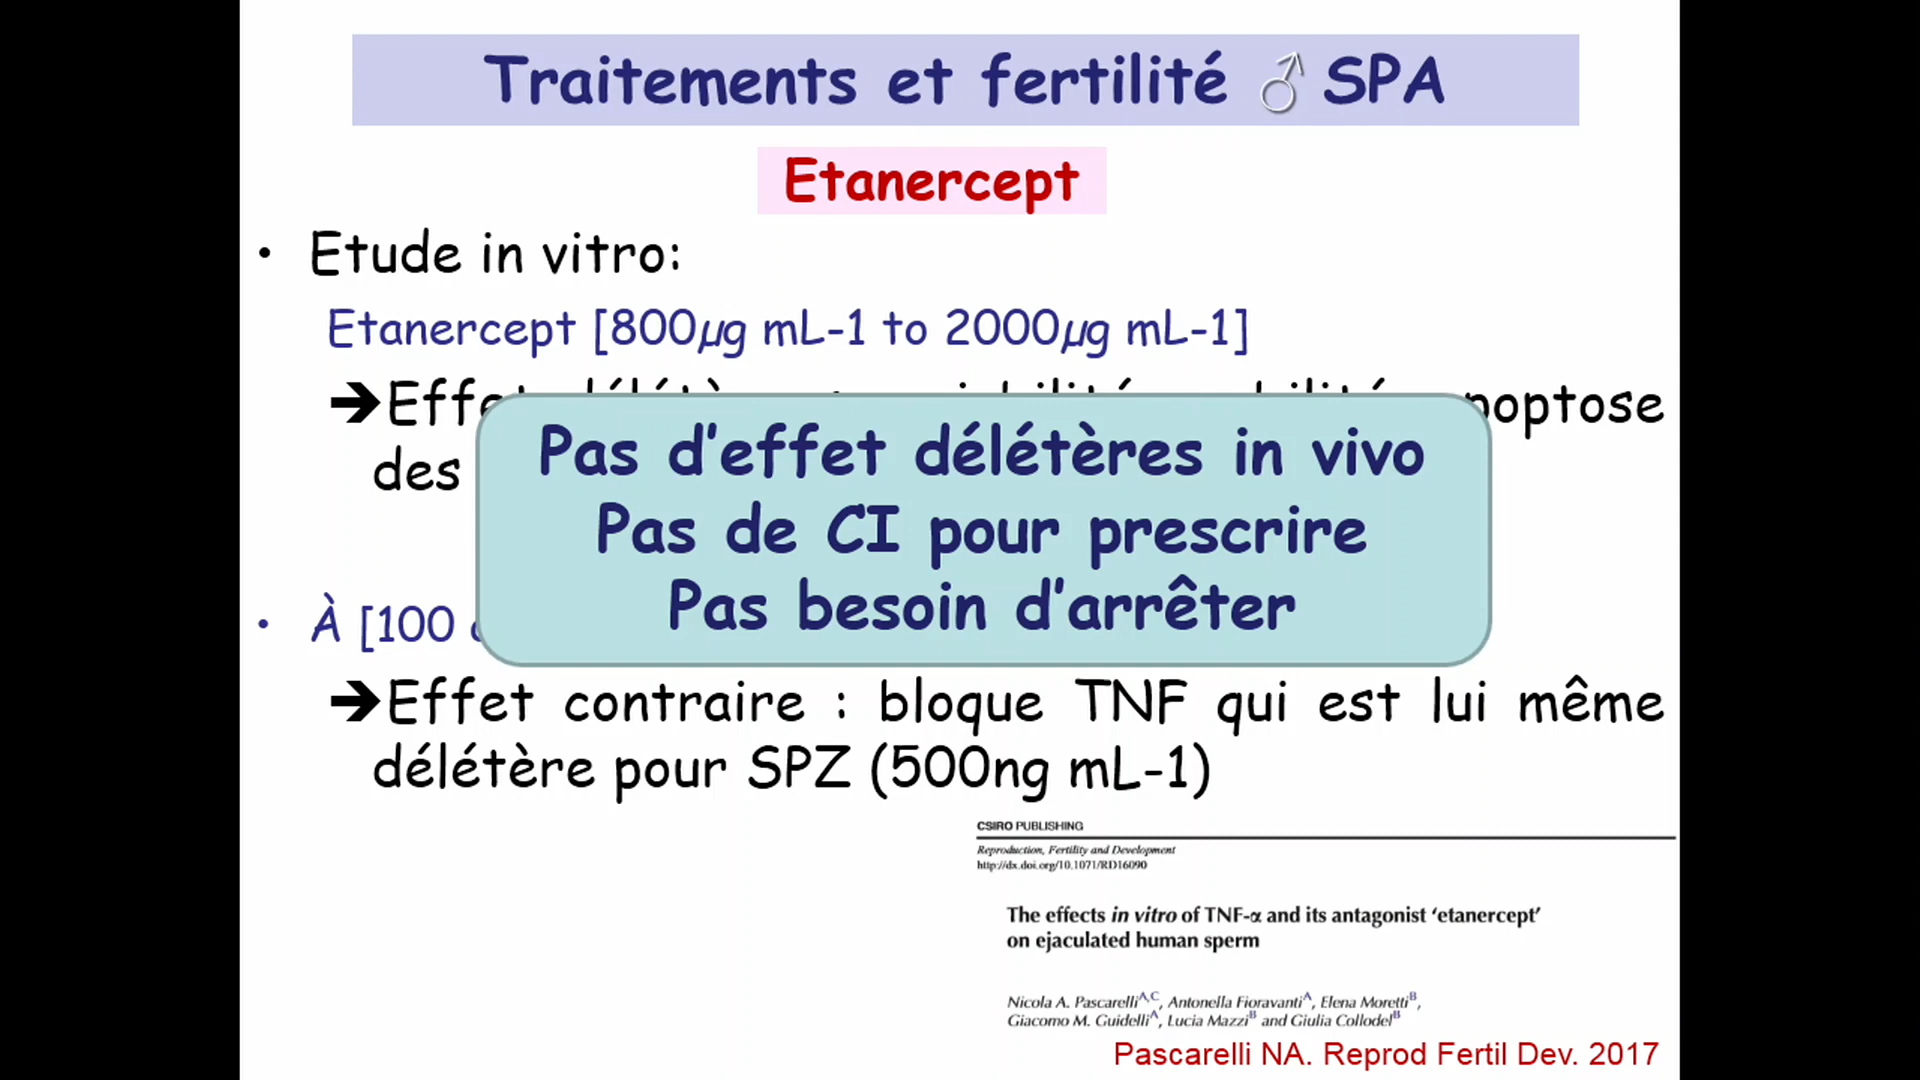 Traitements et fertilité ♂ SPA
Etanercept
• Etude in vitro:
Etanercept [800µg mL-1 to 2000µg mL-1]
➔Effet
des
Pas d'effet délétères in vivo
Pas de CI pour prescrire
Pas besoin d'arrêter
• À [100
➔Effet contraire : bloque TNF qui est lui même
délétère pour SPZ (500ng mL-1)
CSIRO PUBLISHING
Reproduction, Fertility and Development
http://dx.doi.org/10.1071/RD16090
The effects in vitro of TNF-α and its antagonist ‘etanercept’
on ejaculated human sperm
Nicola A. Pascarelli^A,C, Antonella Fioravanti^A, Elena Moretti^B,
Giacomo M. Guidelli^A, Lucia Mazzi^B and Giulia Collodel^B
Pascarelli NA. Reprod Fertil Dev. 2017